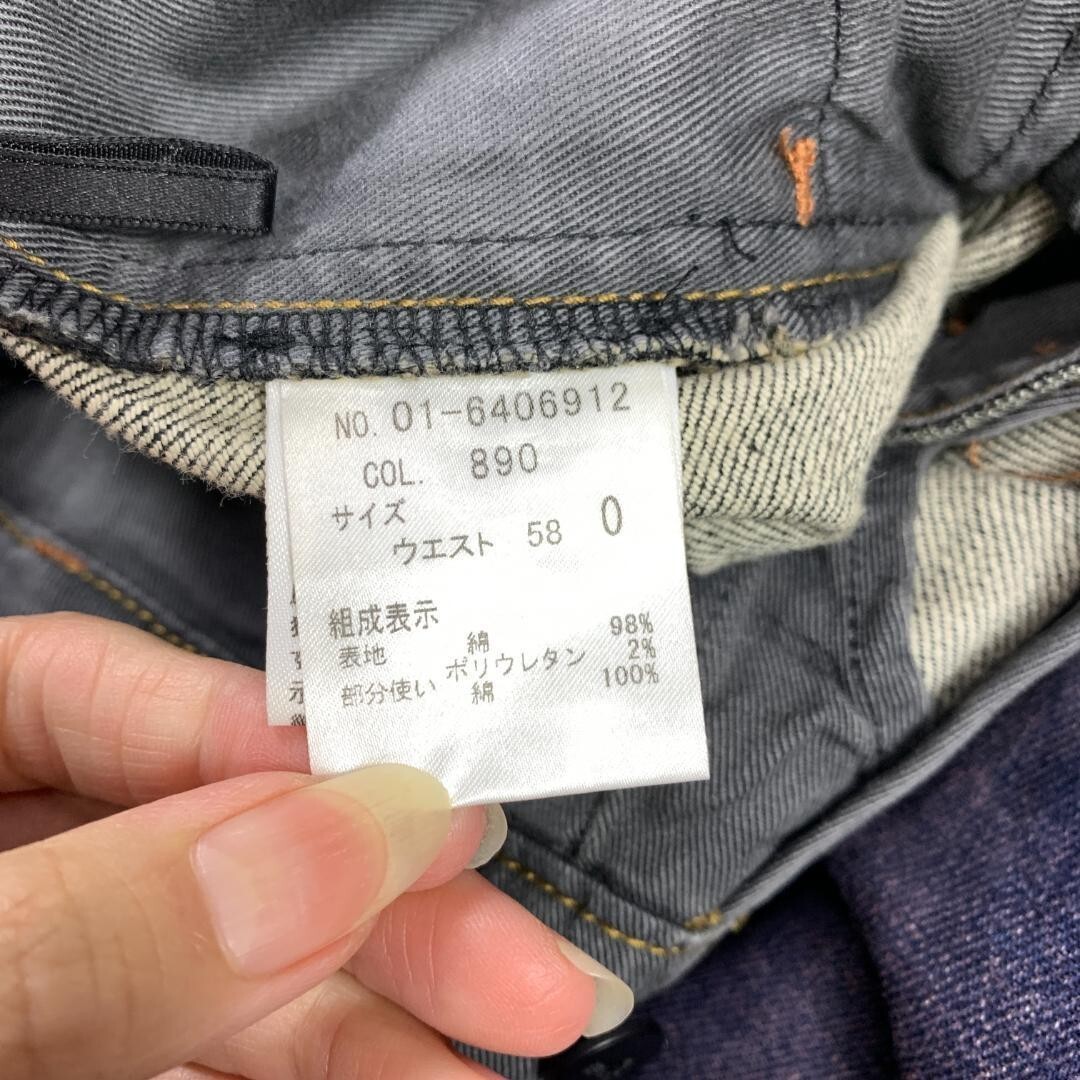 NO. 01-6406912
COL. 890
サイズ
ウエスト 58 0
組成表示
表地 綿 98%
ポリウレタン 2%
部分使い 綿 100%